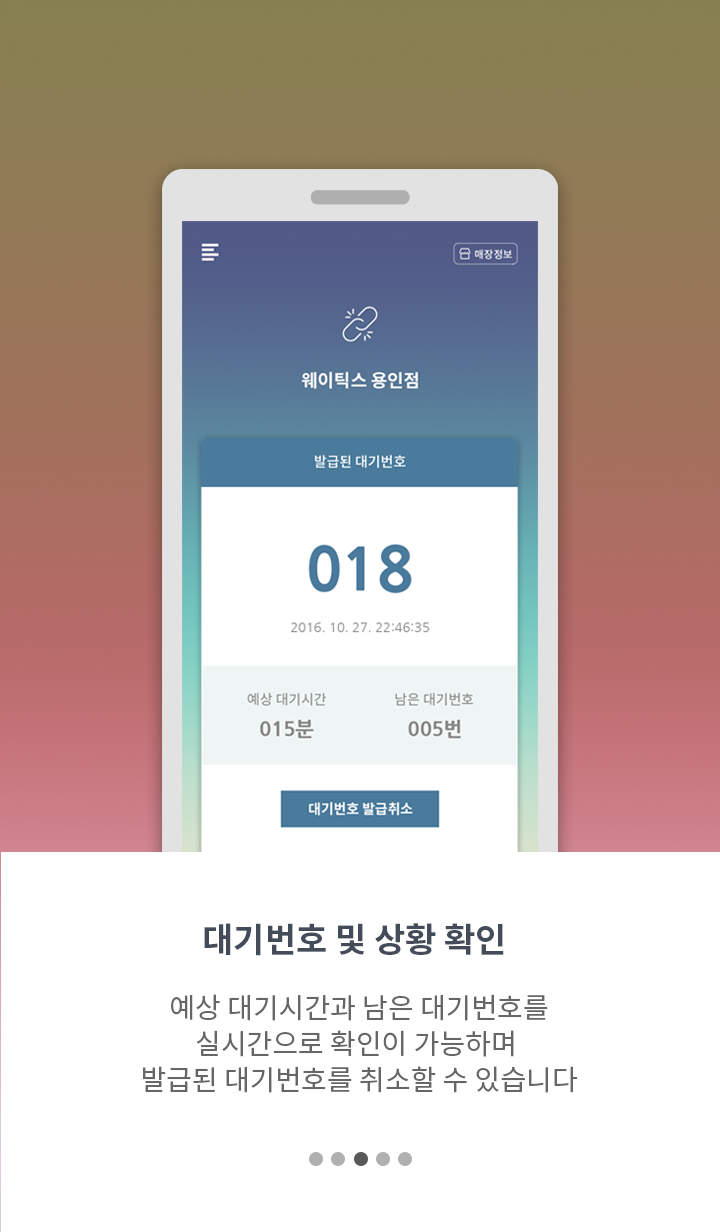 매장정보
웨이틱스 용인점
발급된 대기번호
018
2016. 10. 27. 22:46:35
예상 대기시간 남은 대기번호
015분 005번
대기번호 발급취소
대기번호 및 상황 확인
예상 대기시간과 남은 대기번호를
실시간으로 확인이 가능하며
발급된 대기번호를 취소할 수 있습니다